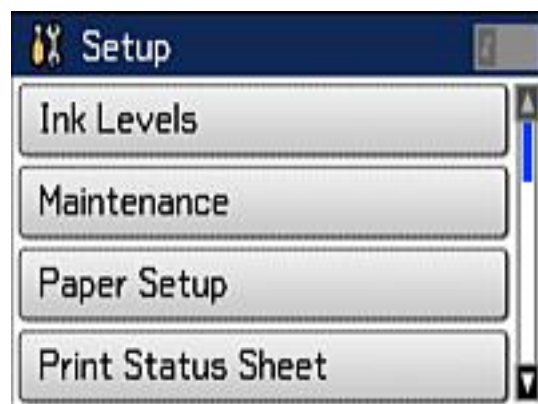 Setup
Ink Levels
Maintenance
Paper Setup
Print Status Sheet